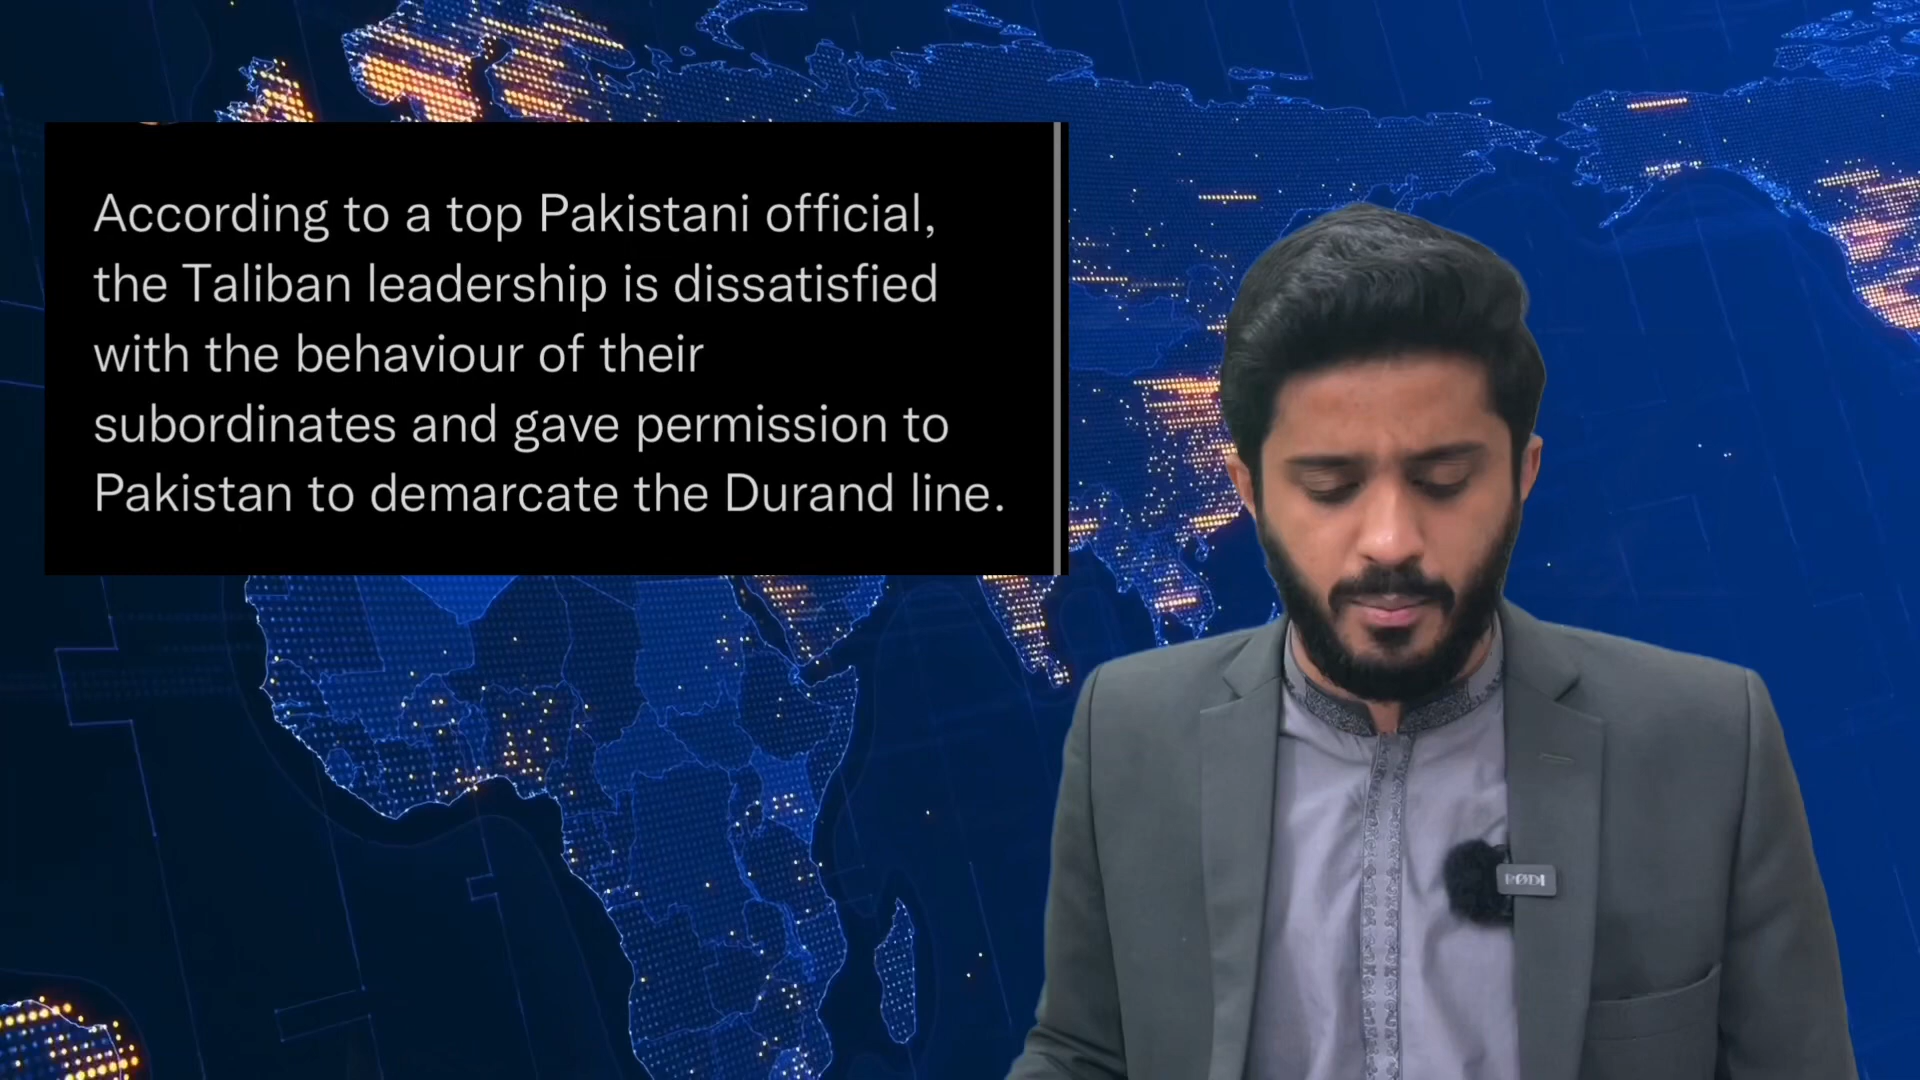 According to a top Pakistani official,
the Taliban leadership is dissatisfied
with the behaviour of their
subordinates and gave permission to
Pakistan to demarcate the Durand line.
RØDE